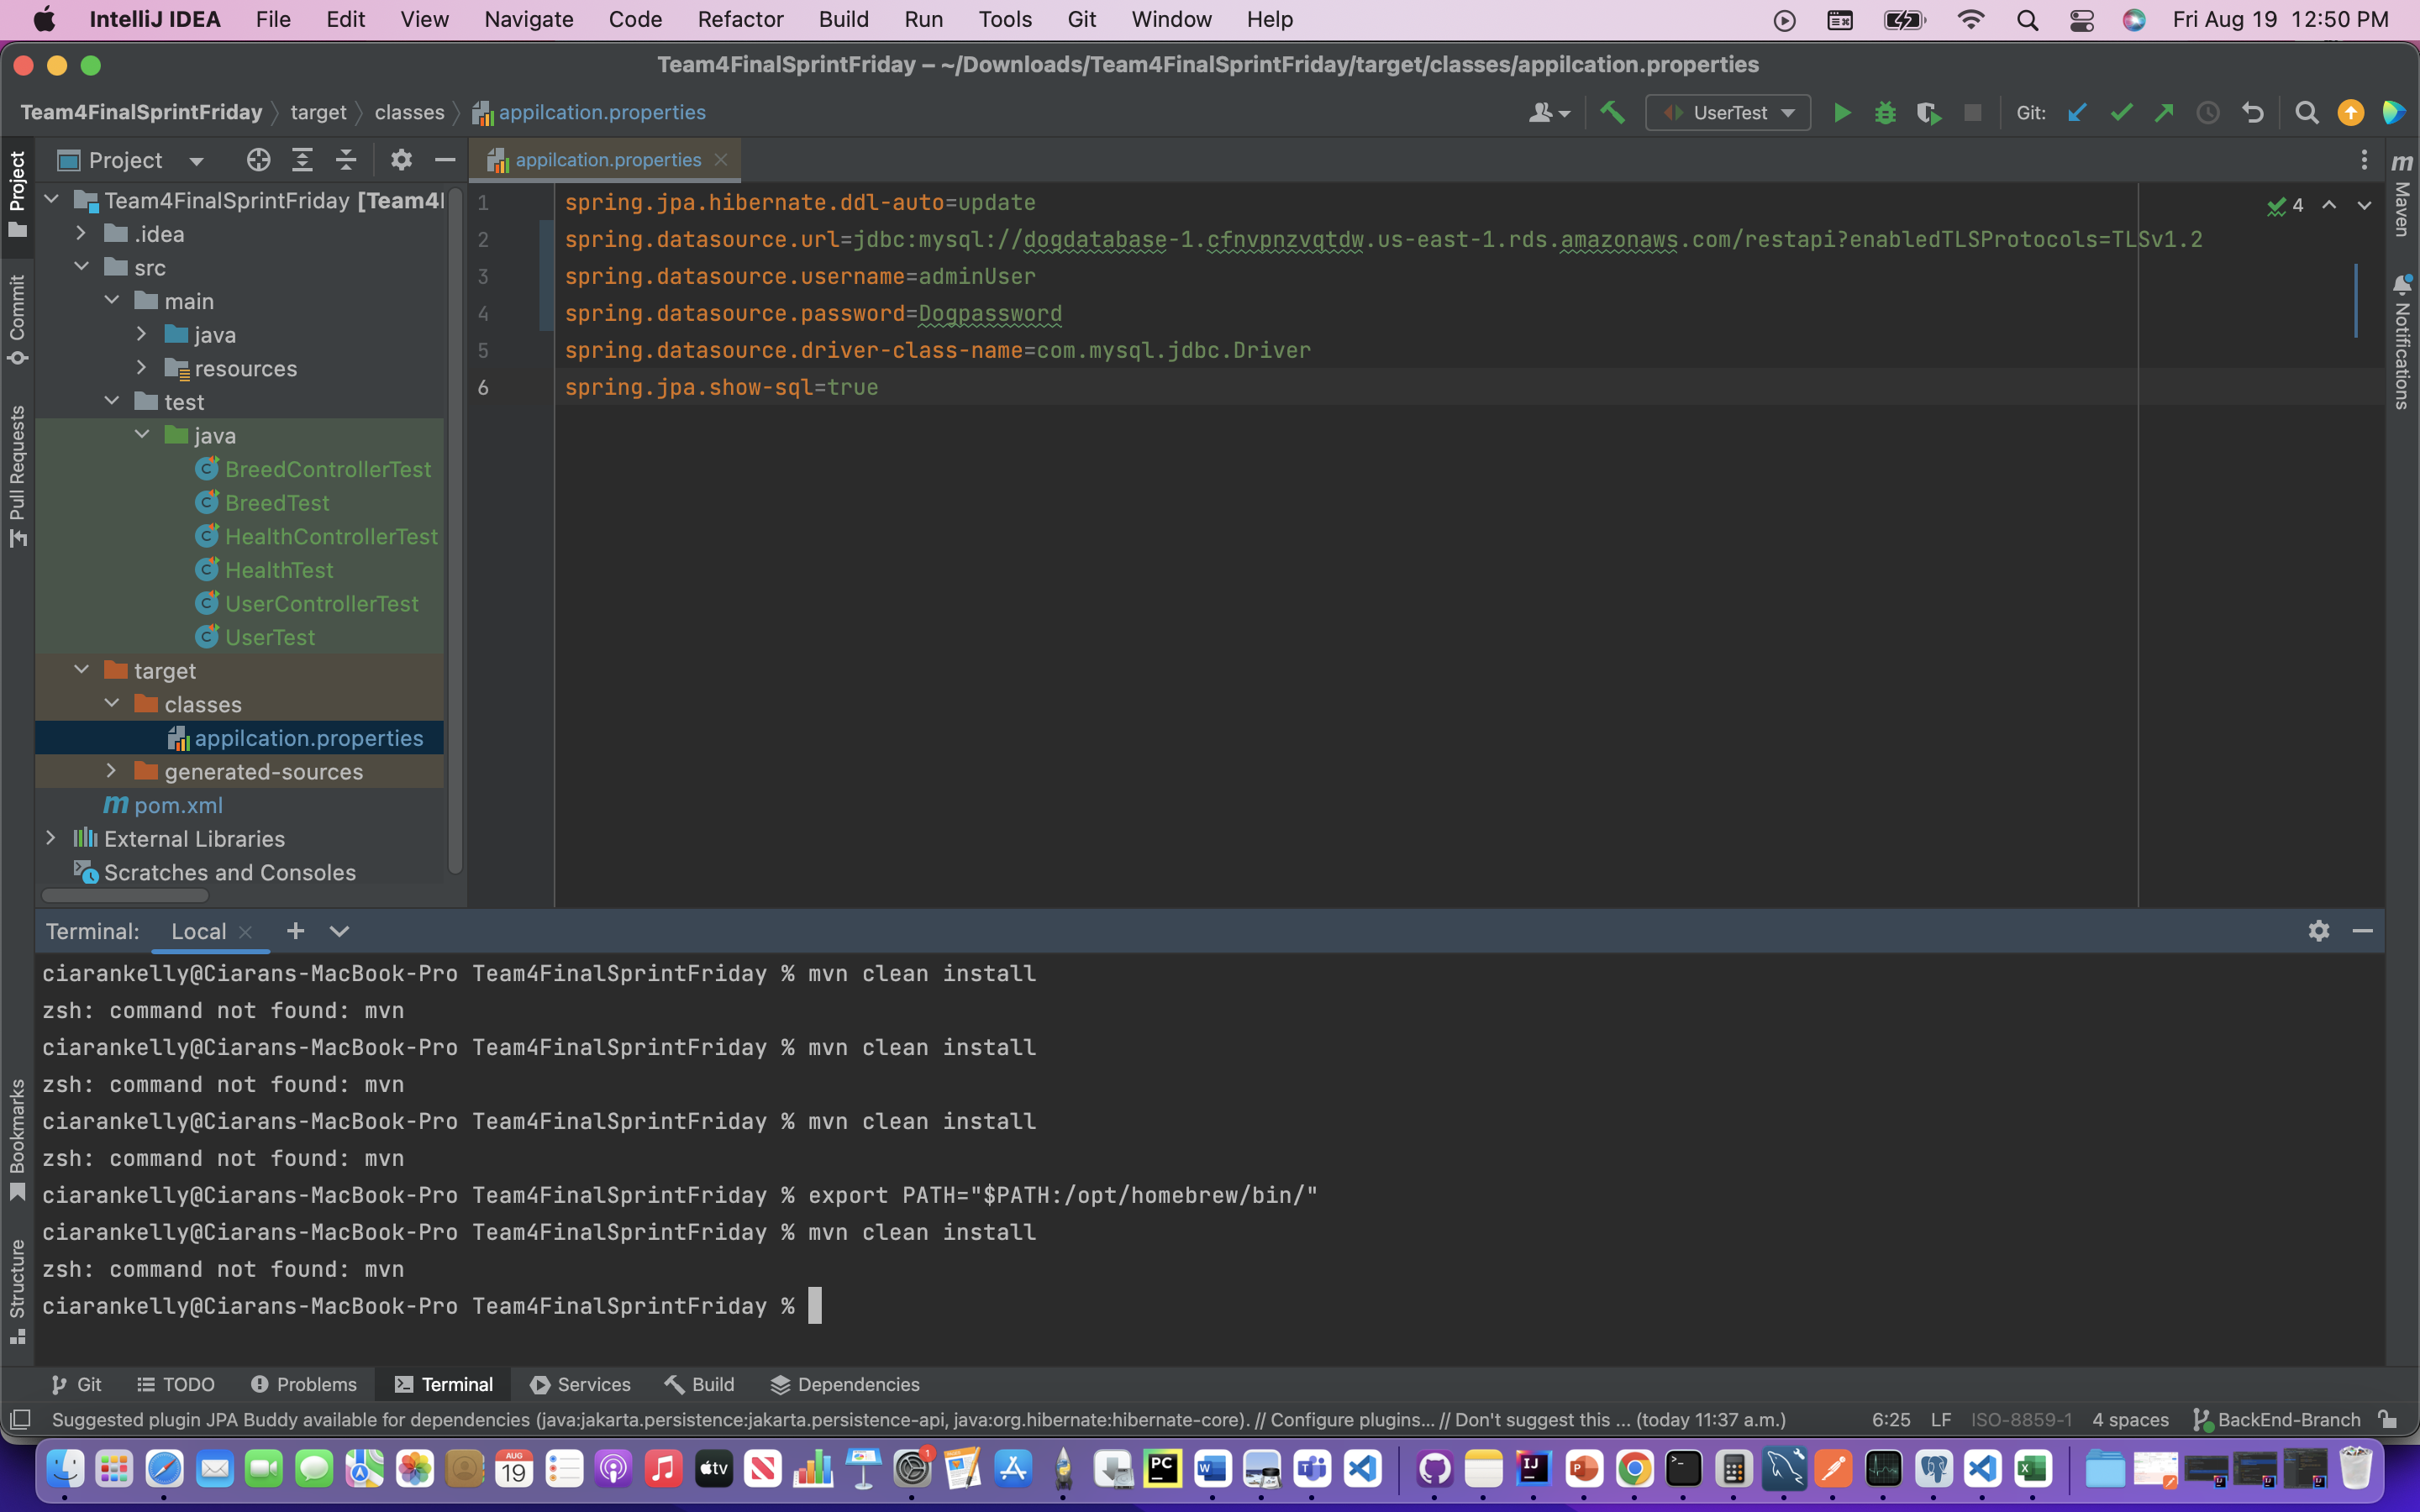 IntelliJ IDEA File Edit View Navigate Code Refactor Build Run Tools Git Window Help Fri Aug 19 12:50 PM
Team4FinalSprintFriday – ~/Downloads/Team4FinalSprintFriday/target/classes/appilcation.properties
Team4FinalSprintFriday target classes appilcation.properties UserTest Git:
Project
appilcation.properties
Team4FinalSprintFriday [Team4
.idea
src
main
java
resources
test
java
BreedControllerTest
BreedTest
HealthControllerTest
HealthTest
UserControllerTest
UserTest
target
classes
appilcation.properties
generated-sources
pom.xml
External Libraries
Scratches and Consoles
1 spring.jpa.hibernate.ddl-auto=update
2 spring.datasource.url=jdbc:mysql://dogdatabase-1.cfnvpnzvqtdw.us-east-1.rds.amazonaws.com/restapi?enabledTLSProtocols=TLSv1.2
3 spring.datasource.username=adminUser
4 spring.datasource.password=Dogpassword
5 spring.datasource.driver-class-name=com.mysql.jdbc.Driver
6 spring.jpa.show-sql=true
4
Project
Commit
Pull Requests
Bookmarks
Structure
m Maven
Notifications
Terminal: Local
ciarankelly@Ciarans-MacBook-Pro Team4FinalSprintFriday % mvn clean install
zsh: command not found: mvn
ciarankelly@Ciarans-MacBook-Pro Team4FinalSprintFriday % mvn clean install
zsh: command not found: mvn
ciarankelly@Ciarans-MacBook-Pro Team4FinalSprintFriday % mvn clean install
zsh: command not found: mvn
ciarankelly@Ciarans-MacBook-Pro Team4FinalSprintFriday % export PATH="$PATH:/opt/homebrew/bin/"
ciarankelly@Ciarans-MacBook-Pro Team4FinalSprintFriday % mvn clean install
zsh: command not found: mvn
ciarankelly@Ciarans-MacBook-Pro Team4FinalSprintFriday %
Git TODO Problems Terminal Services Build Dependencies
Suggested plugin JPA Buddy available for dependencies (java:jakarta.persistence:jakarta.persistence-api, java:org.hibernate:hibernate-core). // Configure plugins... // Don't suggest this ... (today 11:37 a.m.) 6:25 LF ISO-8859-1 4 spaces BackEnd-Branch
AUG
19
tv
1
PC
W
T
IJ
P
X